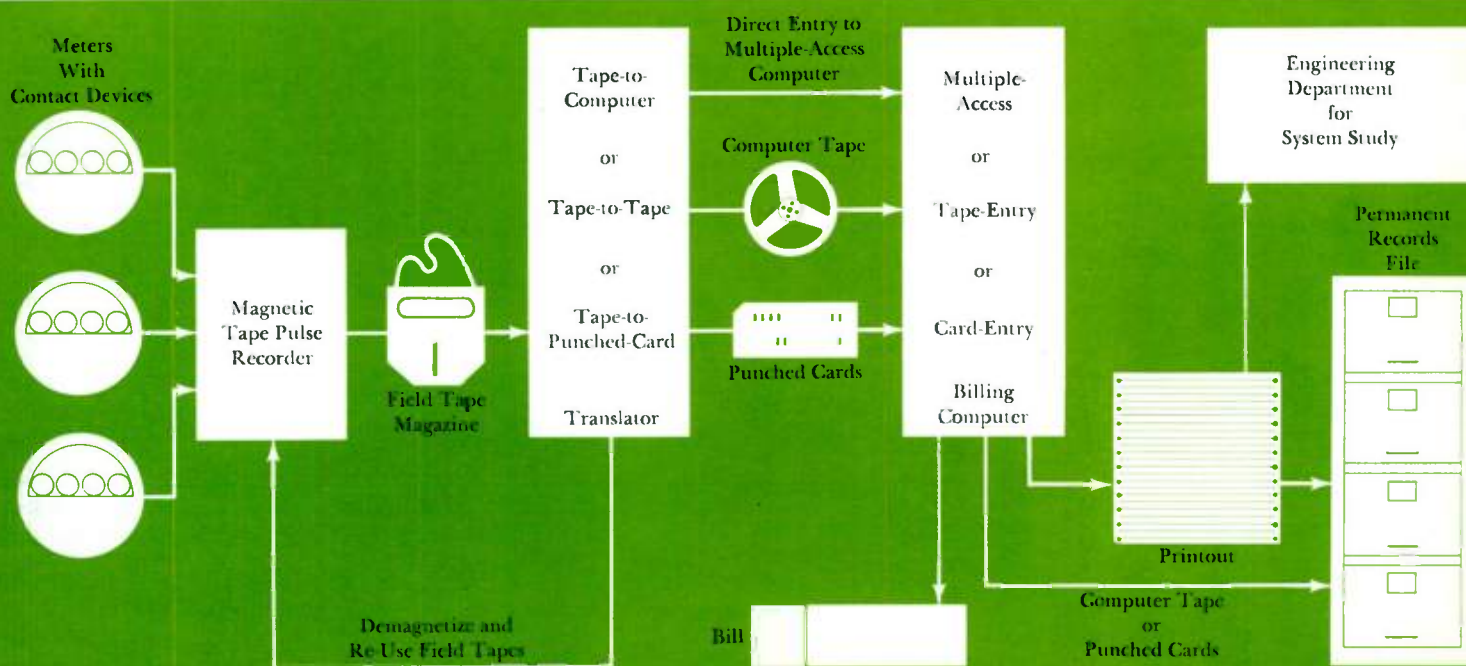 Meters
With
Contact Devices
Magnetic
Tape Pulse
Recorder
Field Tape
Magazine
Tape-to-
Computer
or
Tape-to-Tape
or
Tape-to-
Punched-Card
Translator
Demagnetize and
Re-Use Field Tapes
Direct Entry to
Multiple-Access
Computer
Computer Tape
Punched Cards
Multiple-
Access
or
Tape-Entry
or
Card-Entry
Billing
Computer
Bill
Computer Tape
or
Punched Cards
Printout
Engineering
Department
for
System Study
Permanent
Records
File